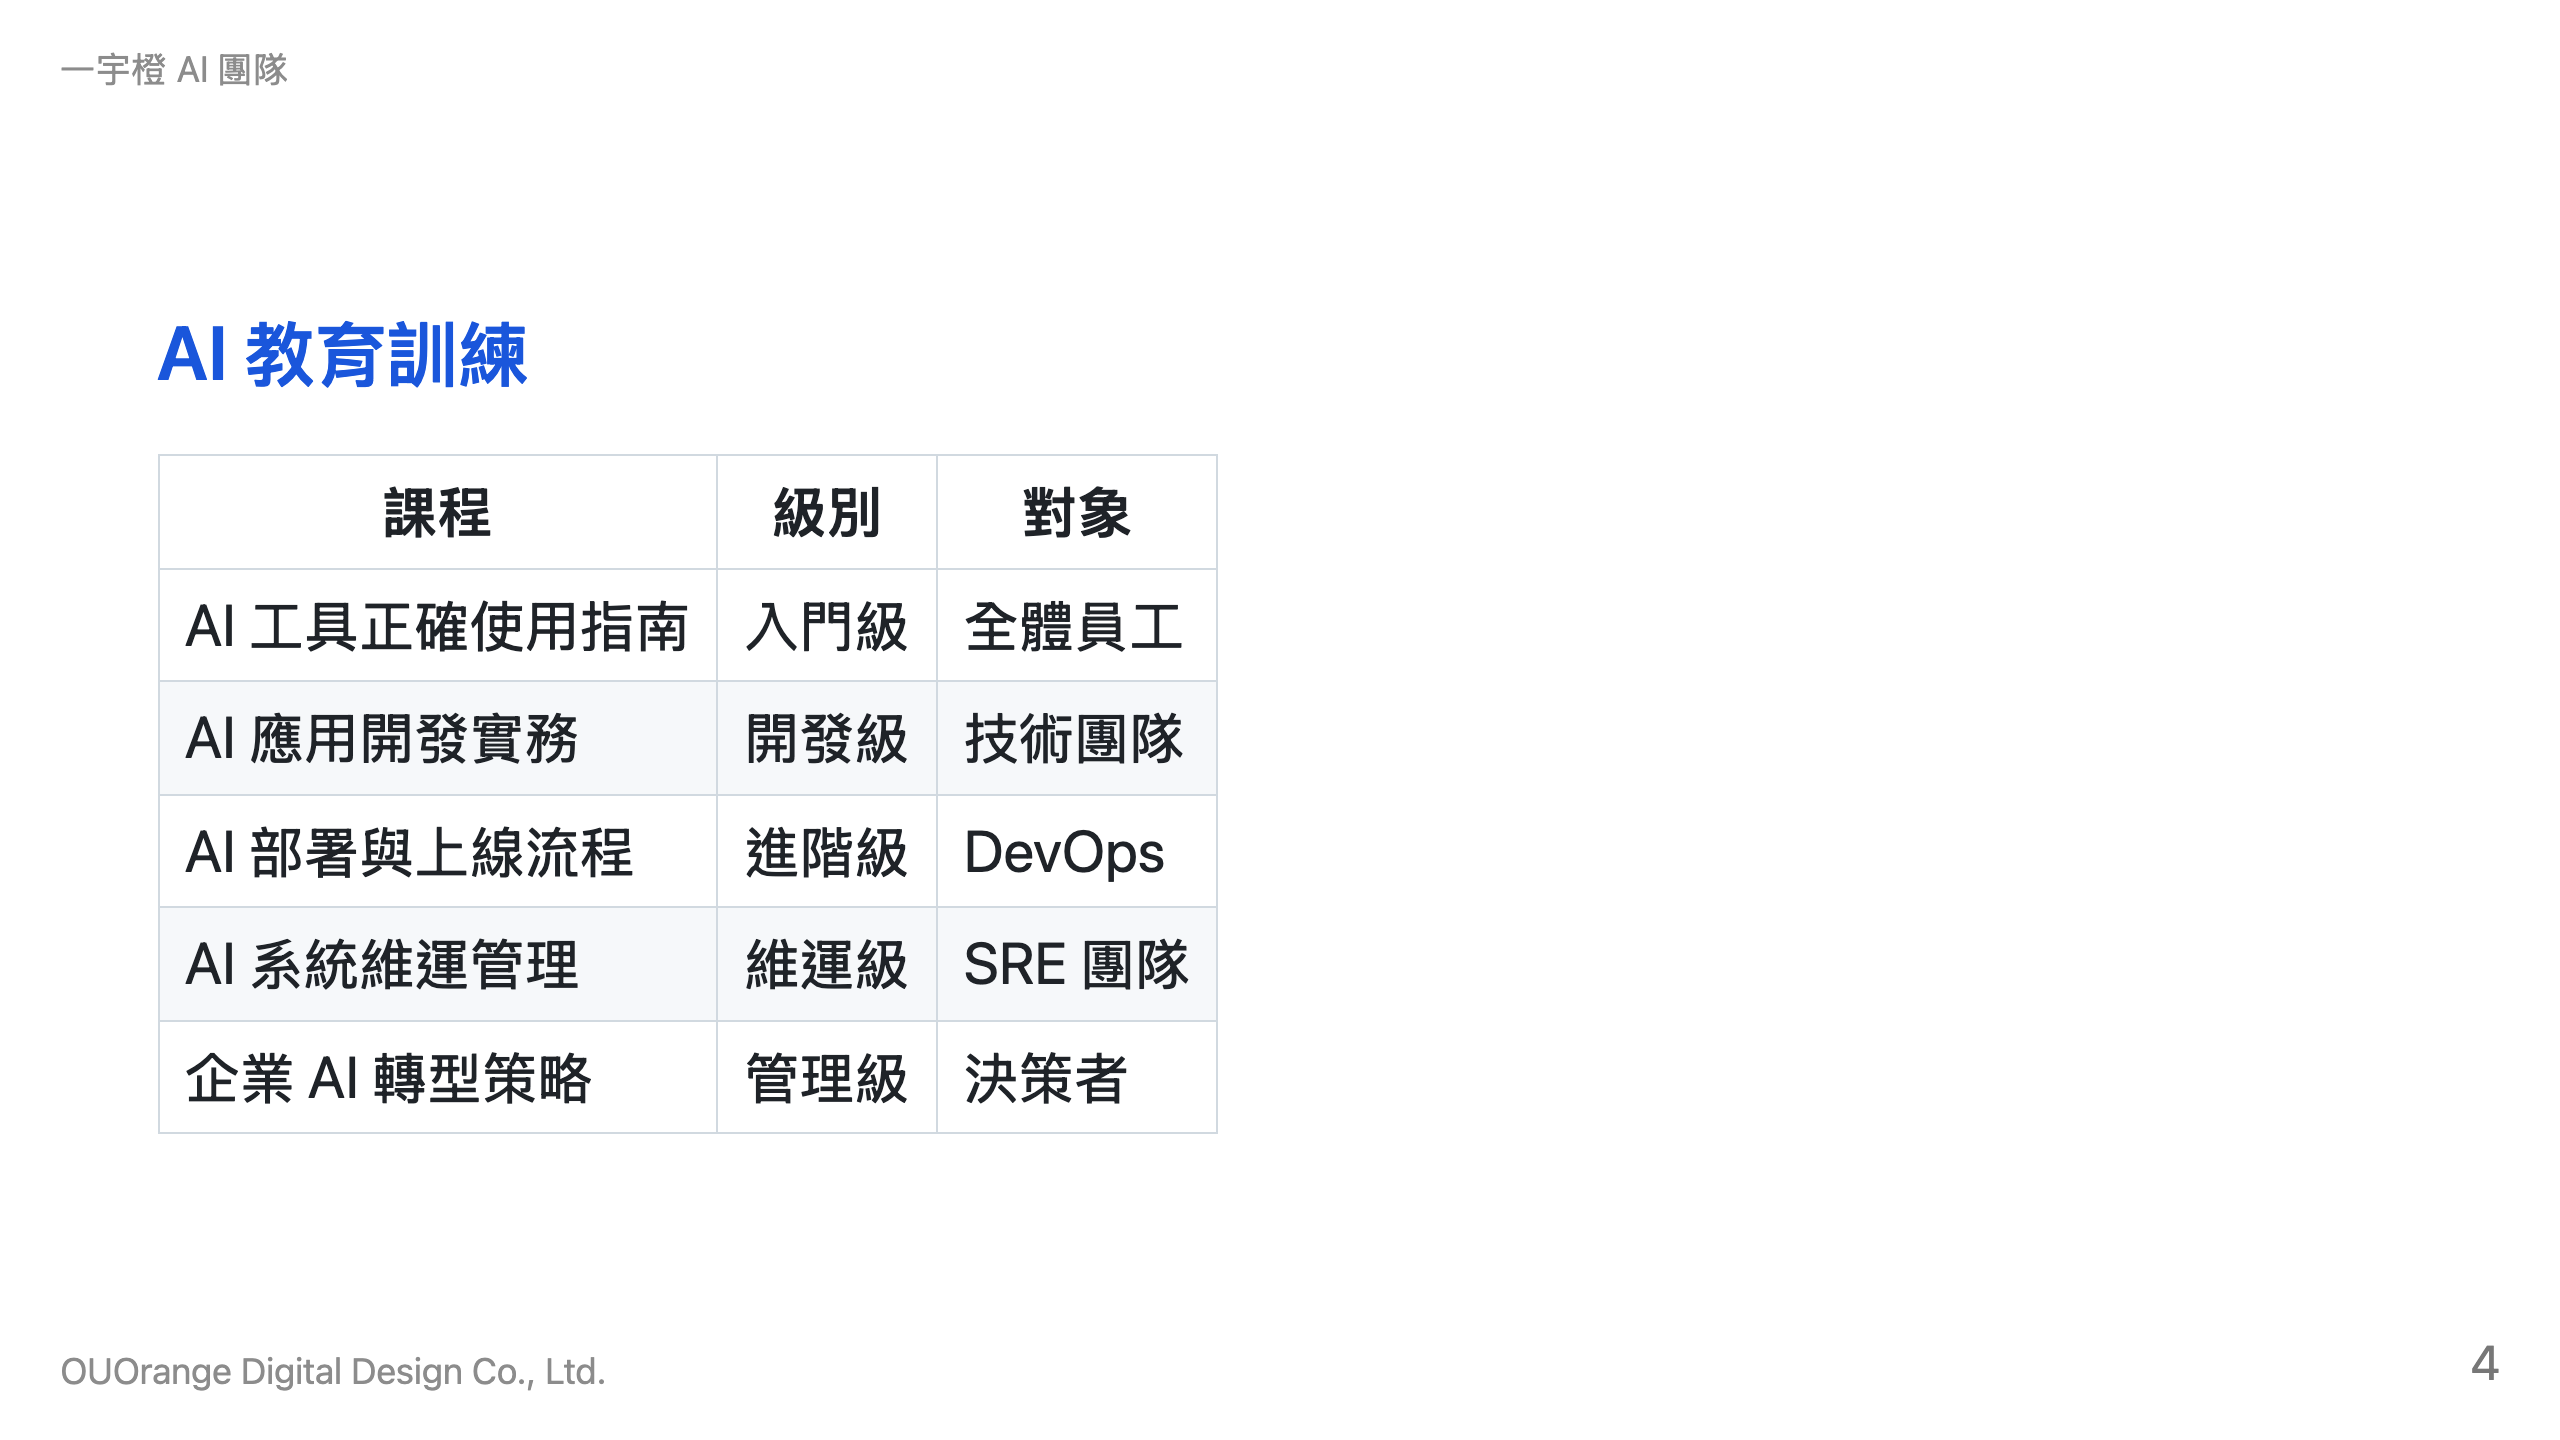 一宇橙 AI 團隊
AI 教育訓練
課程 級別 對象
AI 工具正確使用指南 入門級 全體員工
AI 應用開發實務 開發級 技術團隊
AI 部署與上線流程 進階級 DevOps
AI 系統維運管理 維運級 SRE 團隊
企業 AI 轉型策略 管理級 決策者
OUOrange Digital Design Co., Ltd.
4